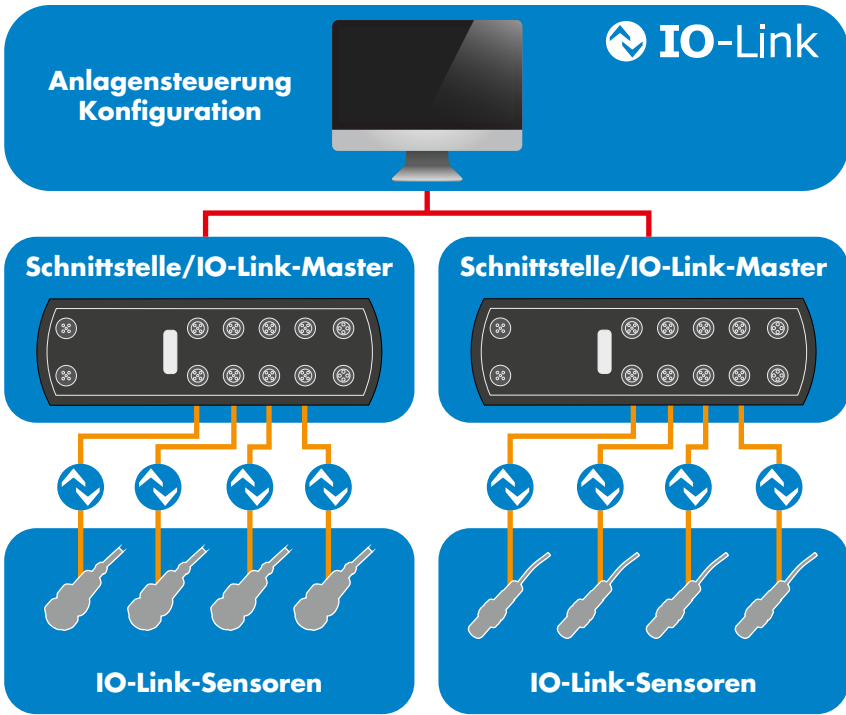 IO-Link
Anlagensteuerung
Konfiguration
Schnittstelle/IO-Link-Master
Schnittstelle/IO-Link-Master
IO-Link-Sensoren
IO-Link-Sensoren